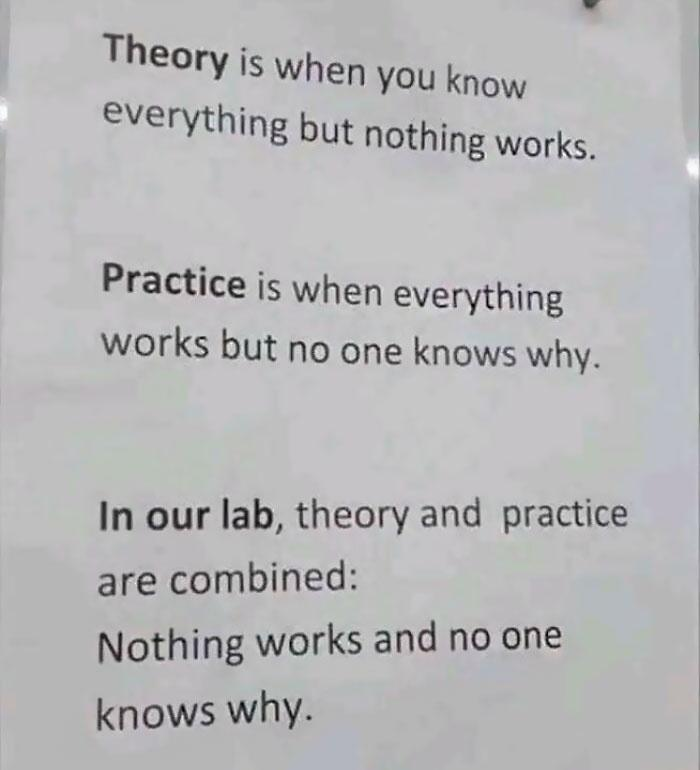 Theory is when you know
everything but nothing works.
Practice is when everything
works but no one knows why.
In our lab, theory and practice
are combined:
Nothing works and no one
knows why.